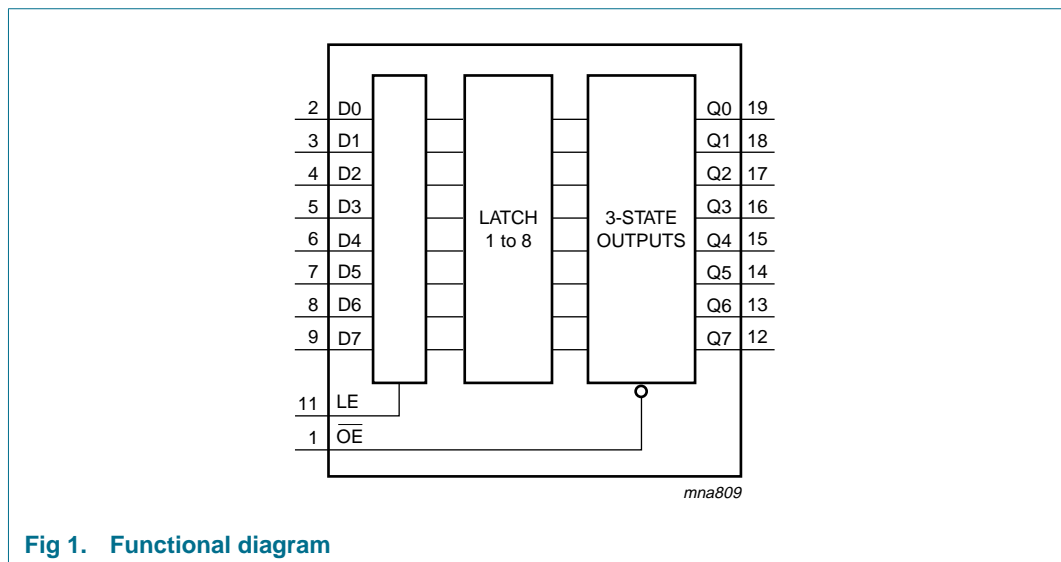 2 D0 Q0 19
3 D1 Q1 18
4 D2 Q2 17
5 D3 Q3 16
6 D4 LATCH 1 to 8 3-STATE OUTPUTS Q4 15
7 D5 Q5 14
8 D6 Q6 13
9 D7 Q7 12
11 LE
1 O̅E̅
mna809
Fig 1. Functional diagram